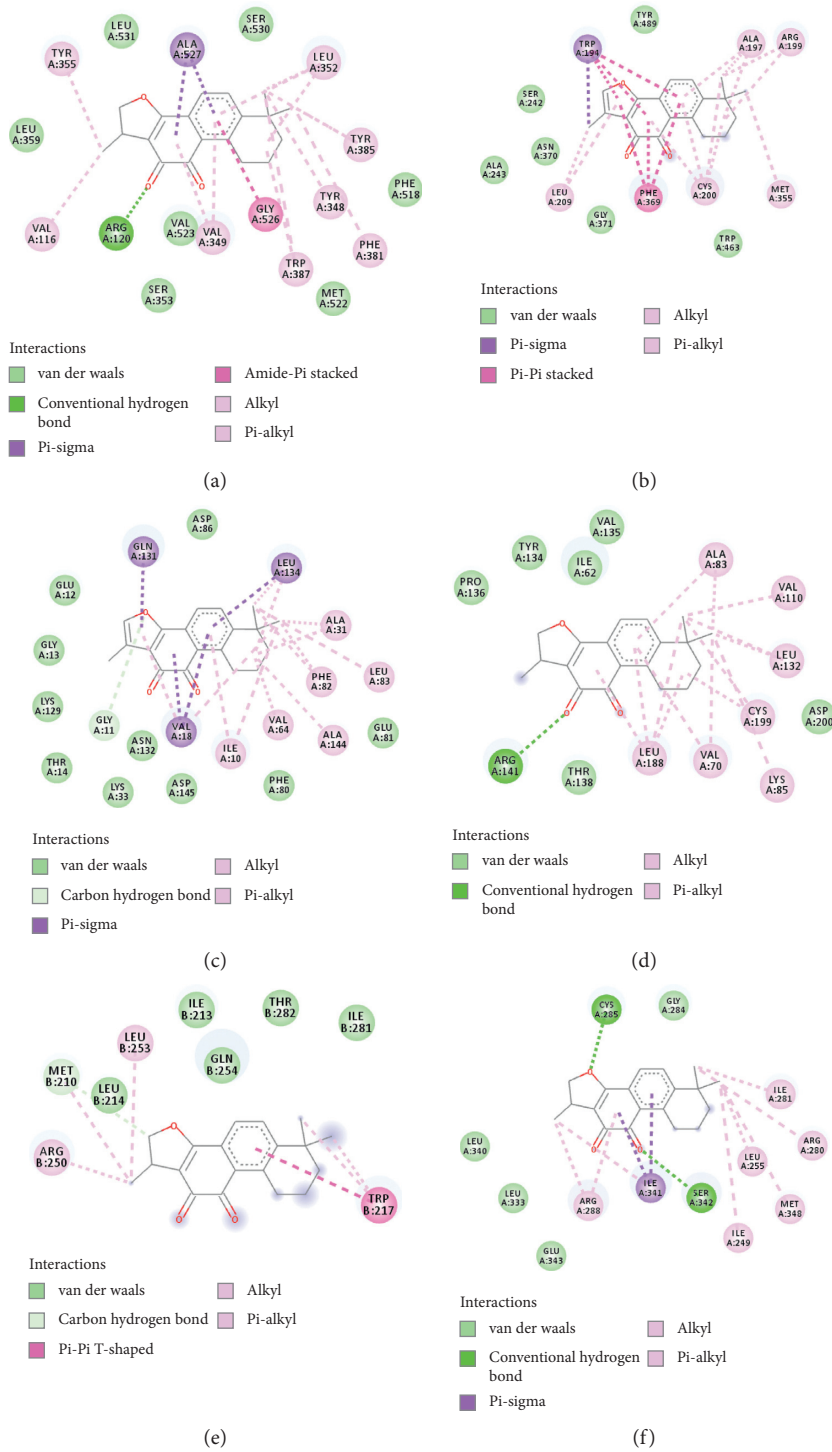 LEU
A:531
SER
A:530
ALA
A:527
TYR
A:355
LEU
A:352
LEU
A:359
TYR
A:385
PHE
A:518
VAL
A:116
ARG
A:120
VAL
A:523
VAL
A:349
GLY
A:526
TYR
A:348
PHE
A:381
TRP
A:387
SER
A:353
MET
A:522
O
O
O
Interactions
van der waals
Conventional hydrogen
bond
Pi-sigma
Amide-Pi stacked
Alkyl
Pi-alkyl
(a)
TYR
A:489
TRP
A:194
ALA
A:197
ARG
A:199
SER
A:242
ASN
A:370
ALA
A:243
LEU
A:209
GLY
A:371
PHE
A:369
CYS
A:200
MET
A:355
TRP
A:463
O
O
O
Interactions
van der waals
Pi-sigma
Pi-Pi stacked
Alkyl
Pi-alkyl
(b)
ASP
A:86
GLN
A:131
LEU
A:134
GLU
A:12
GLY
A:13
LYS
A:129
THR
A:14
GLY
A:11
ASN
A:132
LYS
A:33
ASP
A:145
VAL
A:18
ILE
A:10
VAL
A:64
PHE
A:80
PHE
A:82
ALA
A:31
LEU
A:83
ALA
A:144
GLU
A:81
O
O
O
Interactions
van der waals
Carbon hydrogen bond
Pi-sigma
Alkyl
Pi-alkyl
(c)
VAL
A:135
TYR
A:134
ILE
A:62
PRO
A:136
ALA
A:83
VAL
A:110
LEU
A:132
CYS
A:199
ASP
A:200
ARG
A:141
THR
A:138
LEU
A:188
VAL
A:70
LYS
A:85
O
O
O
Interactions
van der waals
Conventional hydrogen
bond
Alkyl
Pi-alkyl
(d)
ILE
B:213
THR
B:282
ILE
B:281
LEU
B:253
GLN
B:254
MET
B:210
LEU
B:214
ARG
B:250
TRP
B:217
O
O
O
Interactions
van der waals
Carbon hydrogen bond
Pi-Pi T-shaped
Alkyl
Pi-alkyl
(e)
CYS
A:285
GLY
A:284
ILE
A:281
ARG
A:280
LEU
A:255
MET
A:348
ILE
A:249
LEU
A:340
LEU
A:333
GLU
A:343
ARG
A:288
ILE
A:341
SER
A:342
O
O
O
Interactions
van der waals
Conventional hydrogen
bond
Pi-sigma
Alkyl
Pi-alkyl
(f)